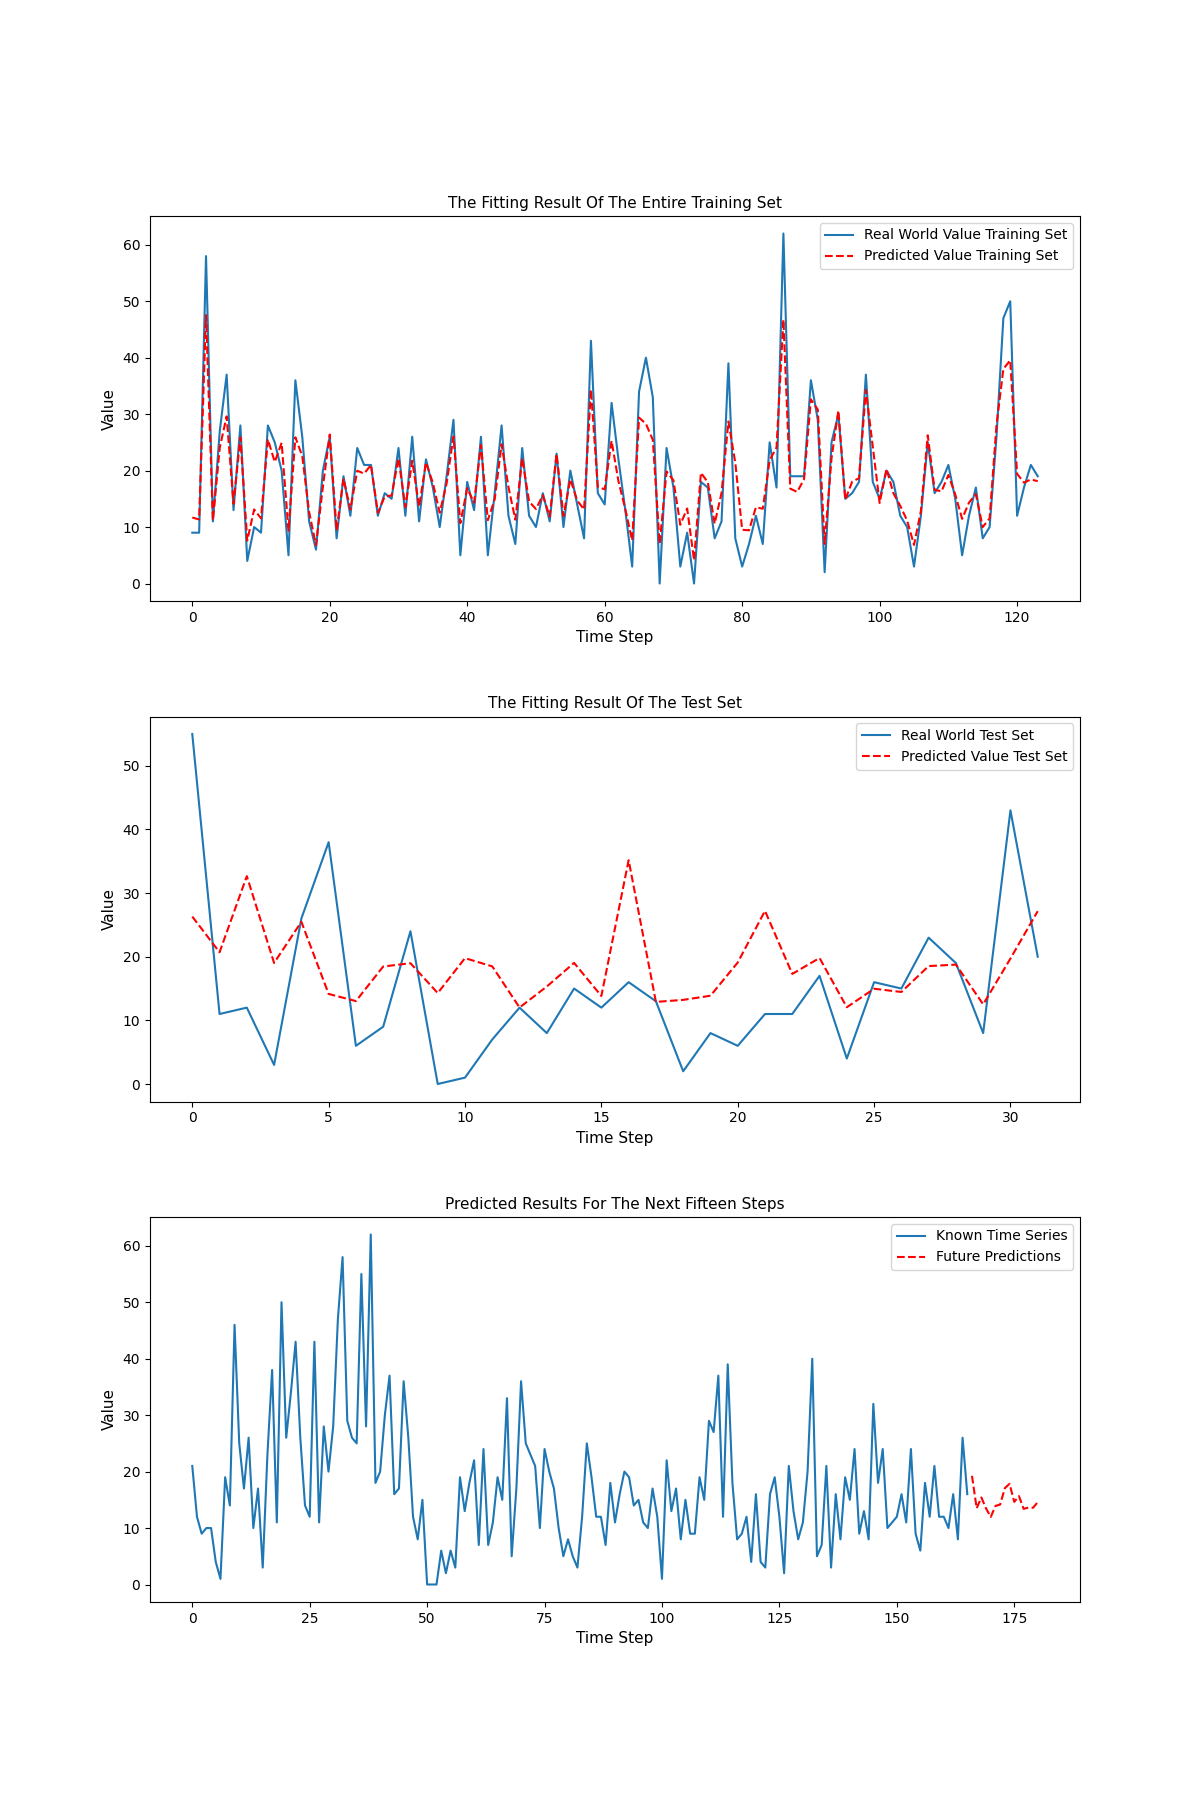 The Fitting Result Of The Entire Training Set
Real World Value Training Set
Predicted Value Training Set
Value
60
50
40
30
20
10
0
0 20 40 60 80 100 120
Time Step
The Fitting Result Of The Test Set
Real World Test Set
Predicted Value Test Set
Value
50
40
30
20
10
0
0 5 10 15 20 25 30
Time Step
Predicted Results For The Next Fifteen Steps
Known Time Series
Future Predictions
Value
60
50
40
30
20
10
0
0 25 50 75 100 125 150 175
Time Step